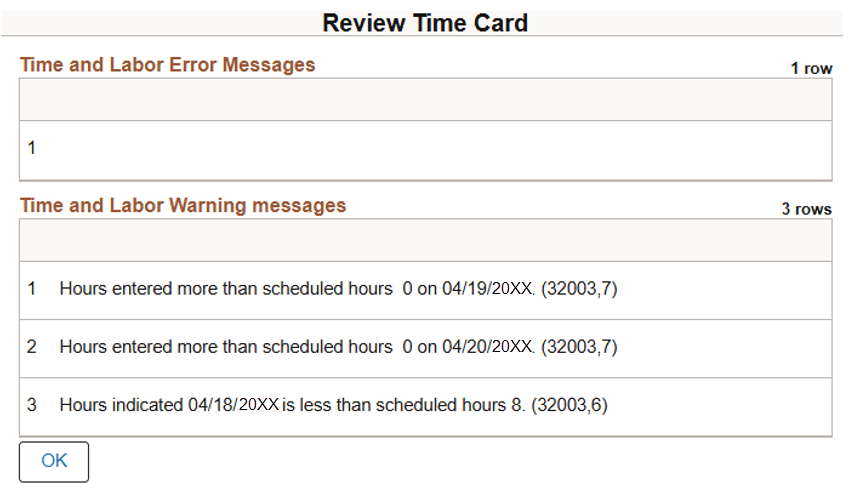 Review Time Card
Time and Labor Error Messages 1 row
1
Time and Labor Warning messages 3 rows
1 Hours entered more than scheduled hours 0 on 04/19/20XX. (32003,7)
2 Hours entered more than scheduled hours 0 on 04/20/20XX. (32003,7)
3 Hours indicated 04/18/20XX is less than scheduled hours 8. (32003,6)
OK